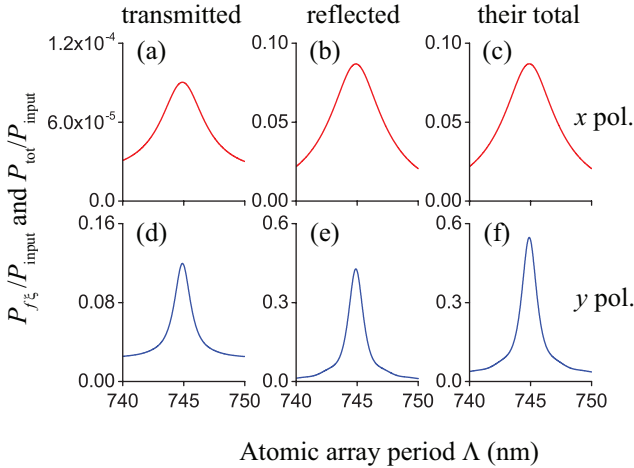 transmitted reflected their total
1.2x10⁻⁴ 0.10 0.10
(a) (b) (c)
6.0x10⁻⁵ 0.05 0.05 x pol.
0.0 0.00 0.00
0.16 0.6 0.6
(d) (e) (f)
0.08 0.3 0.3 y pol.
0.00 0.0 0.0
740 745 750 740 745 750 740 745 750
Atomic array period Λ (nm)
P_fξ/P_input and P_tot/P_input